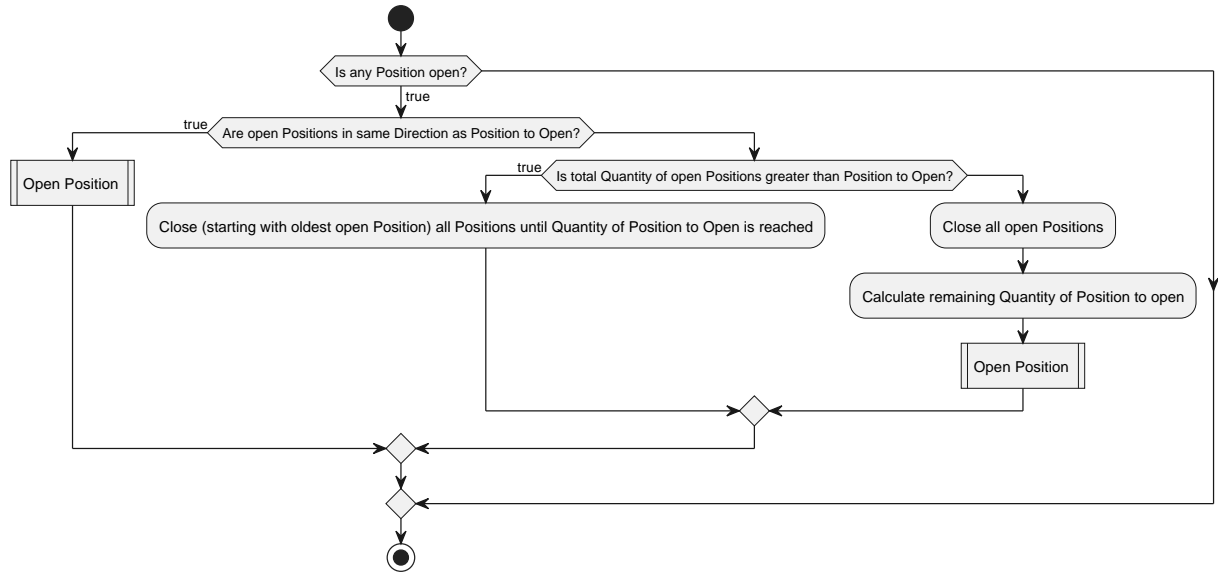 Is any Position open?
true
true
Are open Positions in same Direction as Position to Open?
Open Position
true
Is total Quantity of open Positions greater than Position to Open?
Close (starting with oldest open Position) all Positions until Quantity of Position to Open is reached
Close all open Positions
Calculate remaining Quantity of Position to open
Open Position